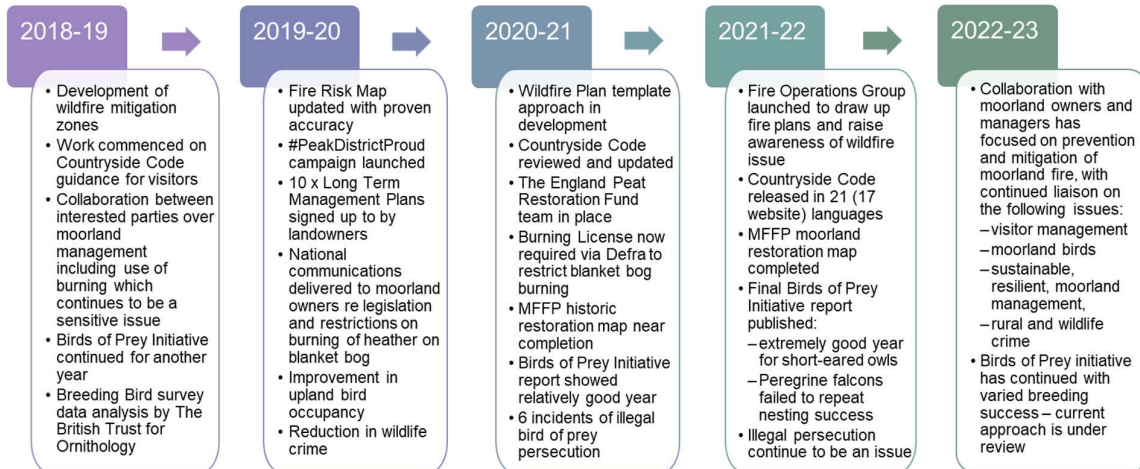 2018-19
• Development of
wildfire mitigation
zones
• Work commenced on
Countryside Code
guidance for visitors
• Collaboration between
interested parties over
moorland
management
including use of
burning which
continues to be a
sensitive issue
• Birds of Prey Initiative
continued for another
year
• Breeding Bird survey
data analysis by The
British Trust for
Ornithology
2019-20
• Fire Risk Map
updated with proven
accuracy
• #PeakDistrictProud
campaign launched
• 10 x Long Term
Management Plans
signed up to by
landowners
• National
communications
delivered to moorland
owners re legislation
and restrictions on
burning of heather on
blanket bog
• Improvement in
upland bird
occupancy
• Reduction in wildlife
crime
2020-21
• Wildfire Plan template
approach in
development
• Countryside Code
reviewed and updated
• The England Peat
Restoration Fund
team in place
• Burning License now
required via Defra to
restrict blanket bog
burning
• MFFP historic
restoration map near
completion
• Birds of Prey Initiative
report showed
relatively good year
• 6 incidents of illegal
bird of prey
persecution
2021-22
• Fire Operations Group
launched to draw up
fire plans and raise
awareness of wildfire
issue
• Countryside Code
released in 21 (17
website) languages
• MFFP moorland
restoration map
completed
• Final Birds of Prey
Initiative report
published:
–extremely good year
for short-eared owls
–Peregrine falcons
failed to repeat
nesting success
• Illegal persecution
continue to be an issue
2022-23
• Collaboration with
moorland owners and
managers has
focused on prevention
and mitigation of
moorland fire, with
continued liaison on
the following issues:
–visitor management
–moorland birds
–sustainable,
resilient, moorland
management,
–rural and wildlife
crime
• Birds of Prey initiative
has continued with
varied breeding
success – current
approach is under
review